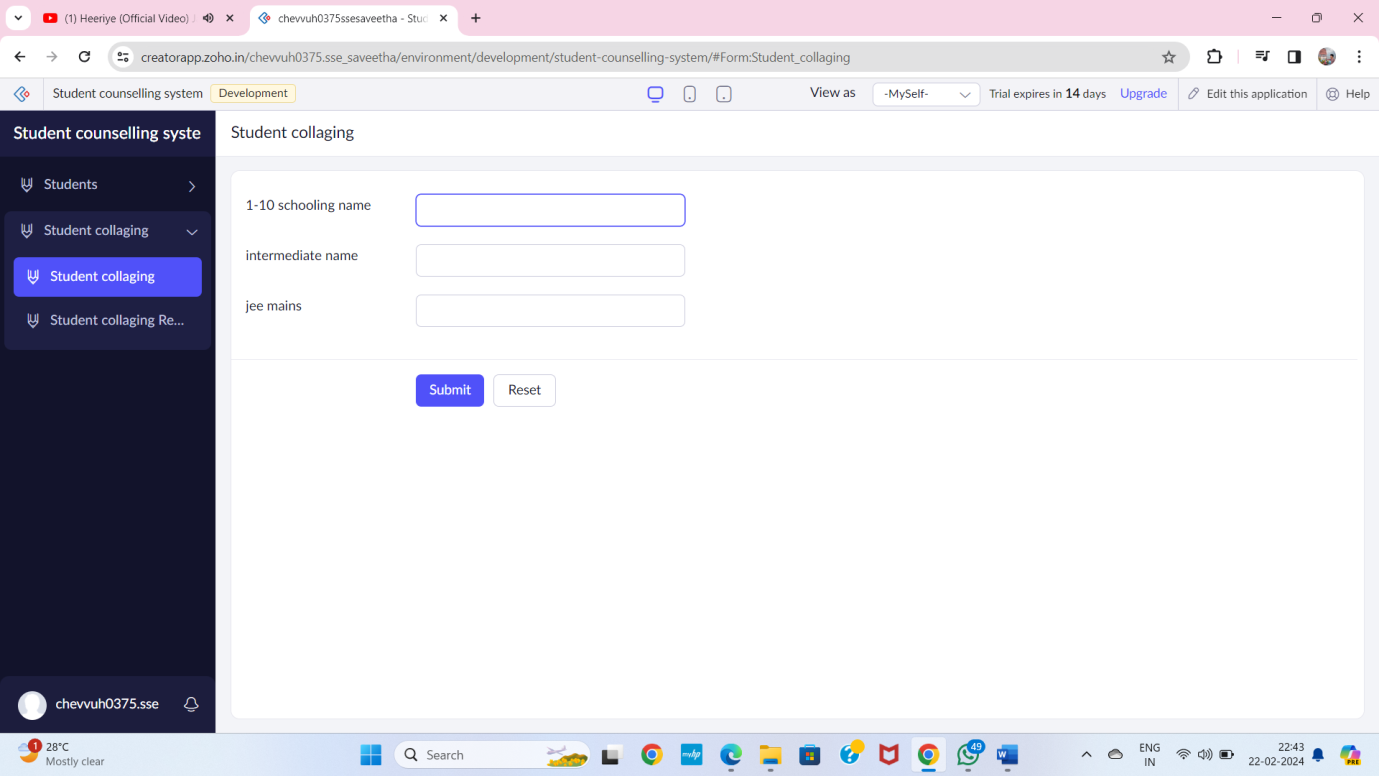 (1) Heeriye (Official Video)
chevvuh0375ssesaveetha - Stud
creatorapp.zoho.in/chevvuh0375.sse_saveetha/environment/development/student-counselling-system/#Form:Student_collaging
Student counselling system
Development
View as
-MySelf-
Trial expires in 14 days
Upgrade
Edit this application
Help
Student counselling syste
Student collaging
Students
Student collaging
Student collaging
Student collaging Re...
1-10 schooling name
intermediate name
jee mains
Submit
Reset
chevvuh0375.sse
1
28°C
Mostly clear
Search
myhp
49
W
ENG
IN
22:43
22-02-2024
PRE